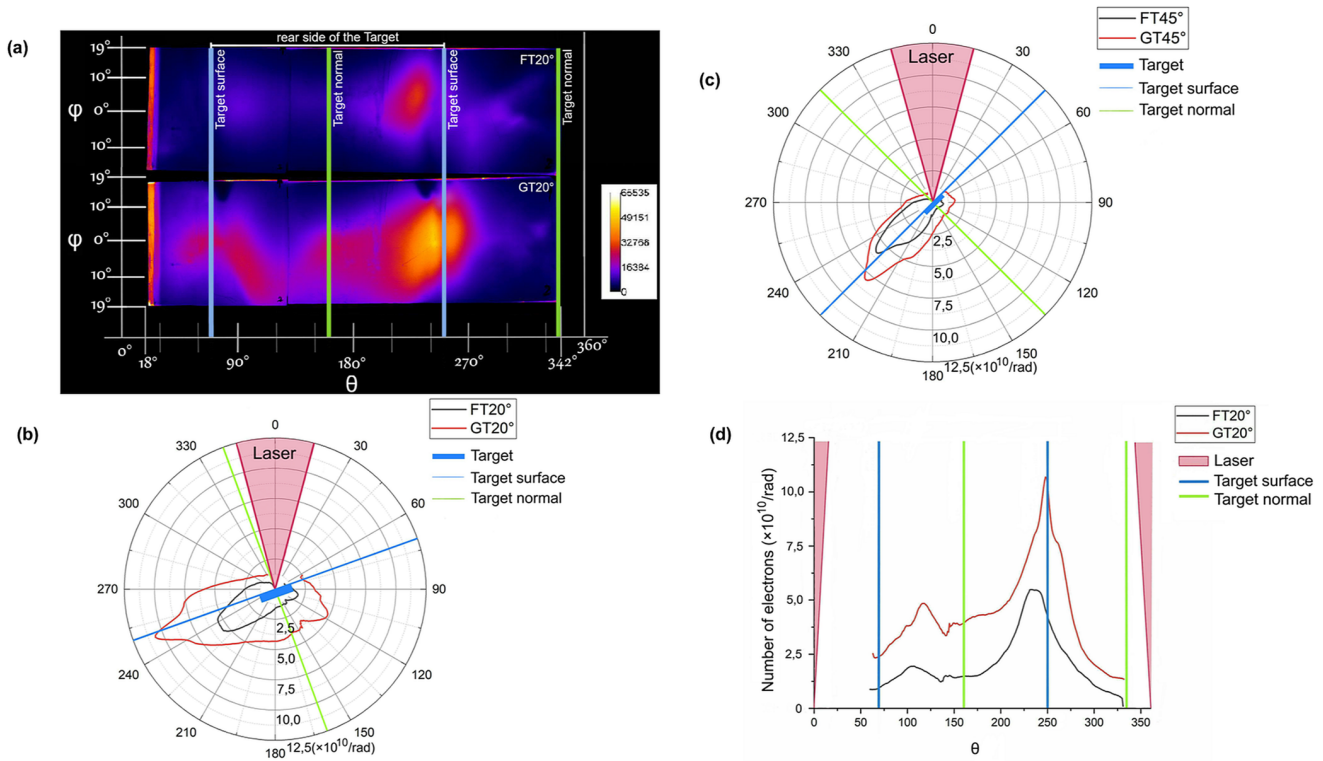 (a)
rear side of the Target
19°
10°
φ
0°
10°
19°
10°
φ
0°
10°
19°
Target surface
Target normal
Target surface
Target normal
FT20°
GT20°
65535
49151
32768
16384
0
0°
18°
90°
180°
270°
342°
360°
θ
(b)
FT20°
GT20°
Target
Target surface
Target normal
Laser
0
30
60
90
120
150
180
210
240
270
300
330
2,5
5,0
7,5
10,0
12,5(×10¹⁰/rad)
(c)
FT45°
GT45°
Target
Target surface
Target normal
Laser
0
30
60
90
120
150
180
210
240
270
300
330
2,5
5,0
7,5
10,0
12,5(×10¹⁰/rad)
(d)
FT20°
GT20°
Laser
Target surface
Target normal
Number of electrons (×10¹⁰/rad)
12,5
10,0
7,5
5,0
2,5
0
0
50
100
150
200
250
300
350
θ